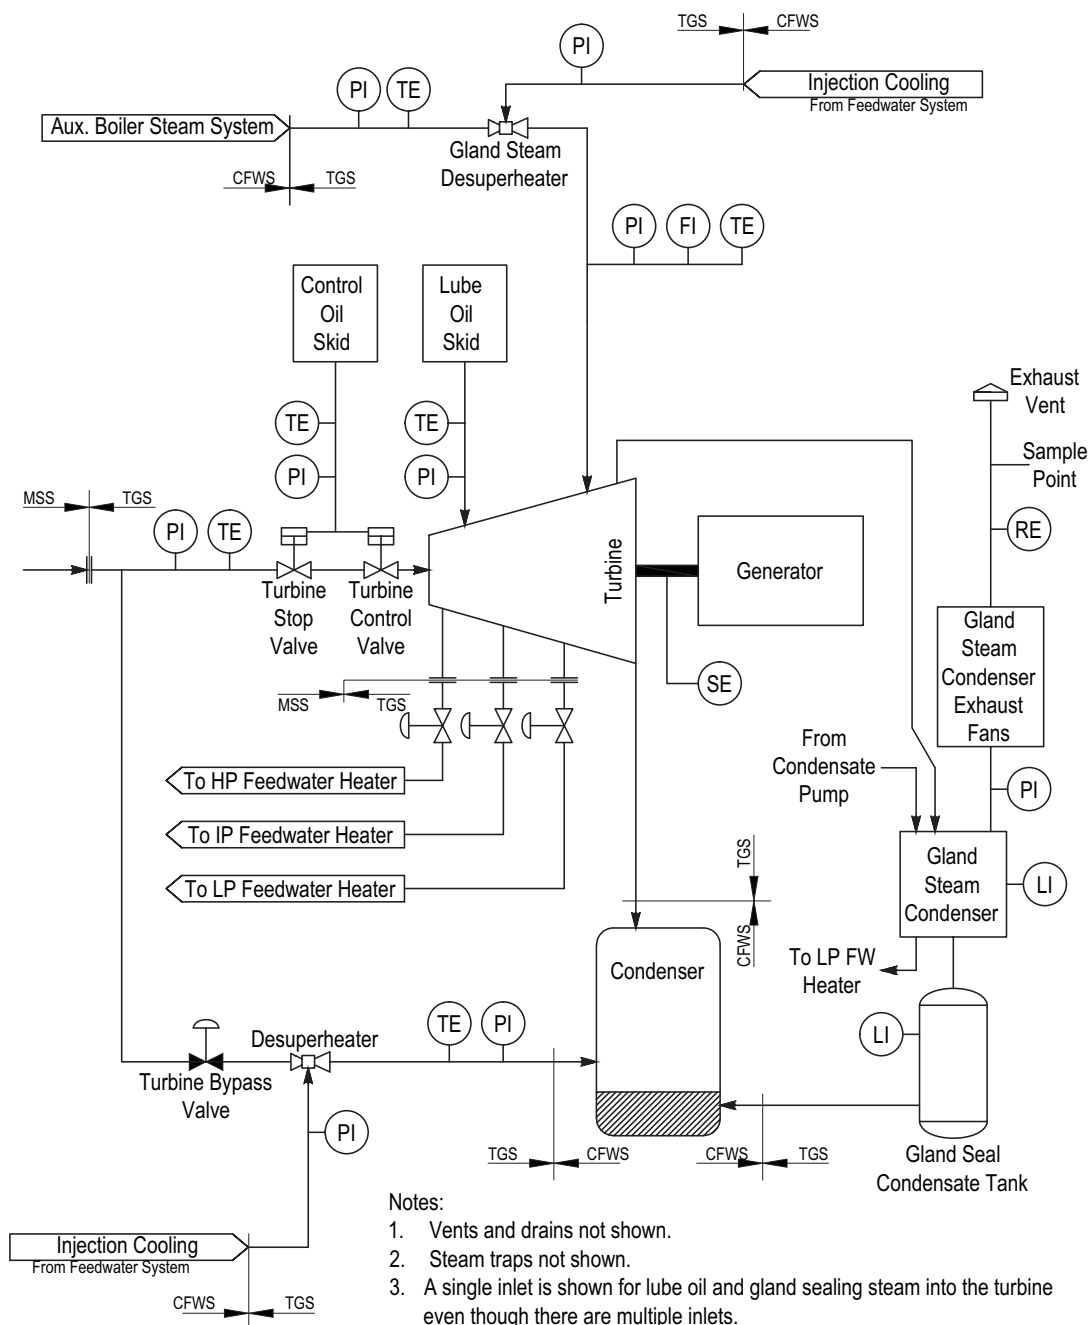 TGS
CFWS
PI
Injection Cooling
From Feedwater System
PI
TE
Aux. Boiler Steam System
Gland Steam
Desuperheater
CFWS
TGS
PI
FI
TE
Control
Oil
Skid
Lube
Oil
Skid
Exhaust
Vent
TE
TE
Sample
Point
PI
PI
MSS
TGS
PI
TE
RE
Turbine
Generator
Turbine
Stop
Valve
Turbine
Control
Valve
Gland
Steam
Condenser
Exhaust
Fans
SE
MSS
TGS
From
Condensate
Pump
To HP Feedwater Heater
PI
To IP Feedwater Heater
TGS
CFWS
Gland
Steam
Condenser
LI
To LP Feedwater Heater
Condenser
To LP FW
Heater
TE
PI
LI
Desuperheater
Turbine Bypass
Valve
PI
TGS
CFWS
CFWS
TGS
Gland Seal
Condensate Tank
Injection Cooling
From Feedwater System
CFWS
TGS
Notes:
1. Vents and drains not shown.
2. Steam traps not shown.
3. A single inlet is shown for lube oil and gland sealing steam into the turbine
even though there are multiple inlets.